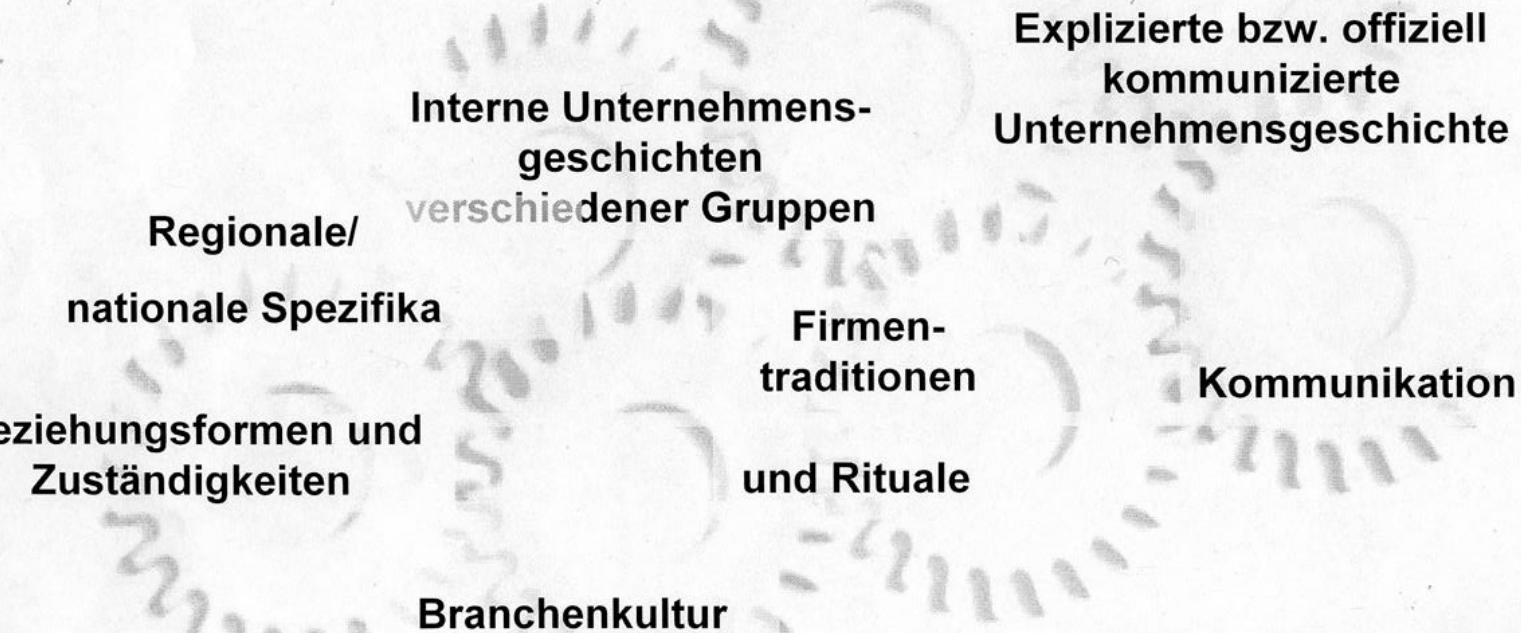 Explizierte bzw. offiziell
kommunizierte
Unternehmensgeschichte
Interne Unternehmens-
geschichten
verschiedener Gruppen
Regionale/
nationale Spezifika
Firmen-
traditionen
und Rituale
Kommunikation
eziehungsformen und
Zuständigkeiten
Branchenkultur